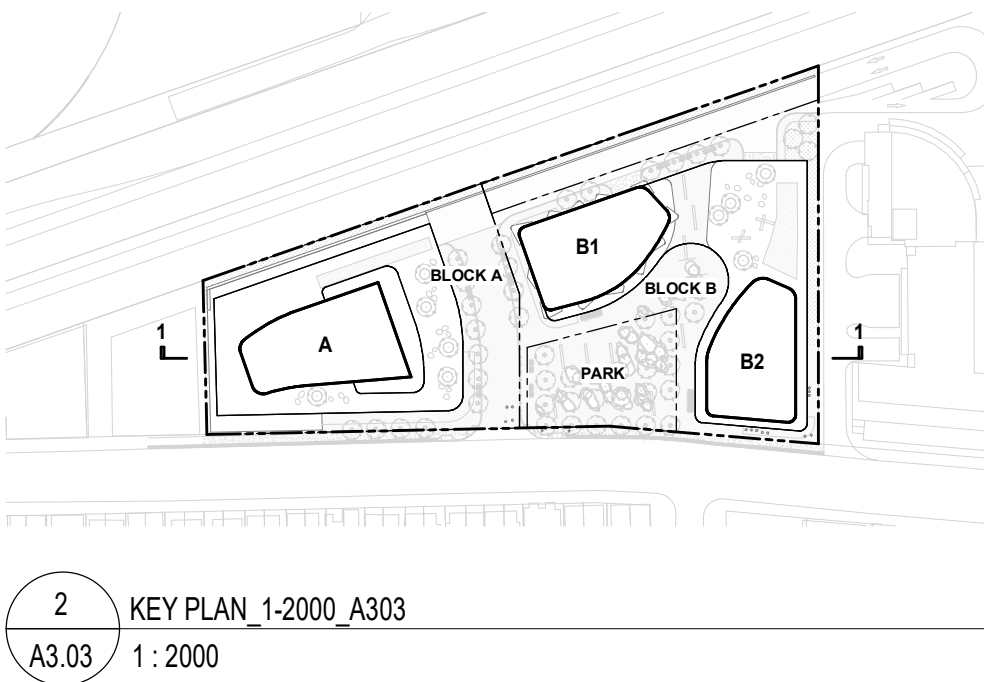 B1
BLOCK A
BLOCK B
1
1
A
B2
PARK
2
KEY PLAN_1-2000_A303
A3.03
1 : 2000